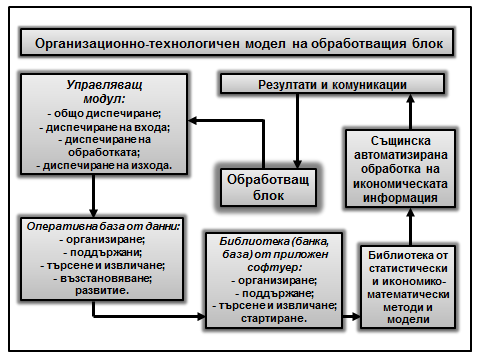 Организационно-технологичен модел на обработващия блок
Управляващ
модул:
- общо диспечиране;
- диспечиране на входа;
- диспечиране на
обработката;
- диспечиране на изхода.
Резултати и комуникации
Обработващ
блок
Същинска
автоматизирана
обработка на
икономическата
информация
Оперативна база от данни:
- организиране;
- поддържани;
- търсене и извличане;
- възстановяване;
развитие.
Библиотека (банка,
база) от приложен
софтуер:
- организиране;
- поддържане;
- търсене и извличане;
стартиране.
Библиотека от
статистически
и икономико-
математически
методи и
модели